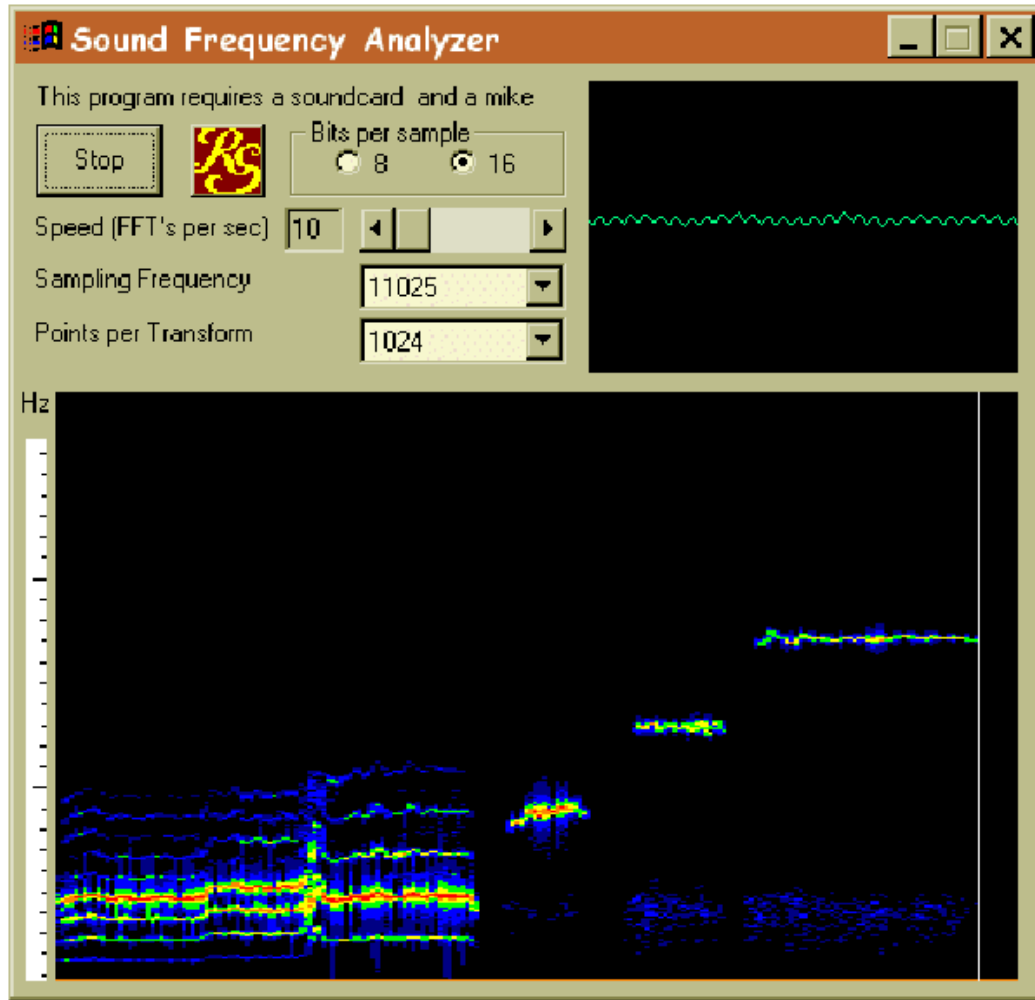 Sound Frequency Analyzer
This program requires a soundcard and a mike
Stop
RS
Bits per sample
8
16
Speed (FFT's per sec)
10
Sampling Frequency
11025
Points per Transform
1024
Hz